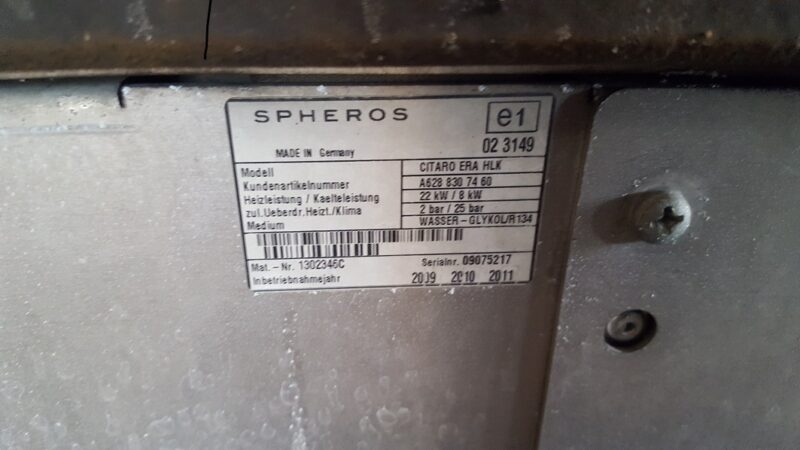 SPHEROS
e1
02 3149
MADE IN Germany
Modell CITARO ERA HLK
Kundenartikelnummer A628 830 74 60
Heizleistung / Kaelteleistung 22 kW / 8 kW
zul.Ueberdr.Heizt./Klima 2 bar / 25 bar
Medium WASSER - GLYKOL/R134
Mat.- Nr. 1302346C Serialnr. 09075217
Inbetriebnahmejahr 2009 2010 2011